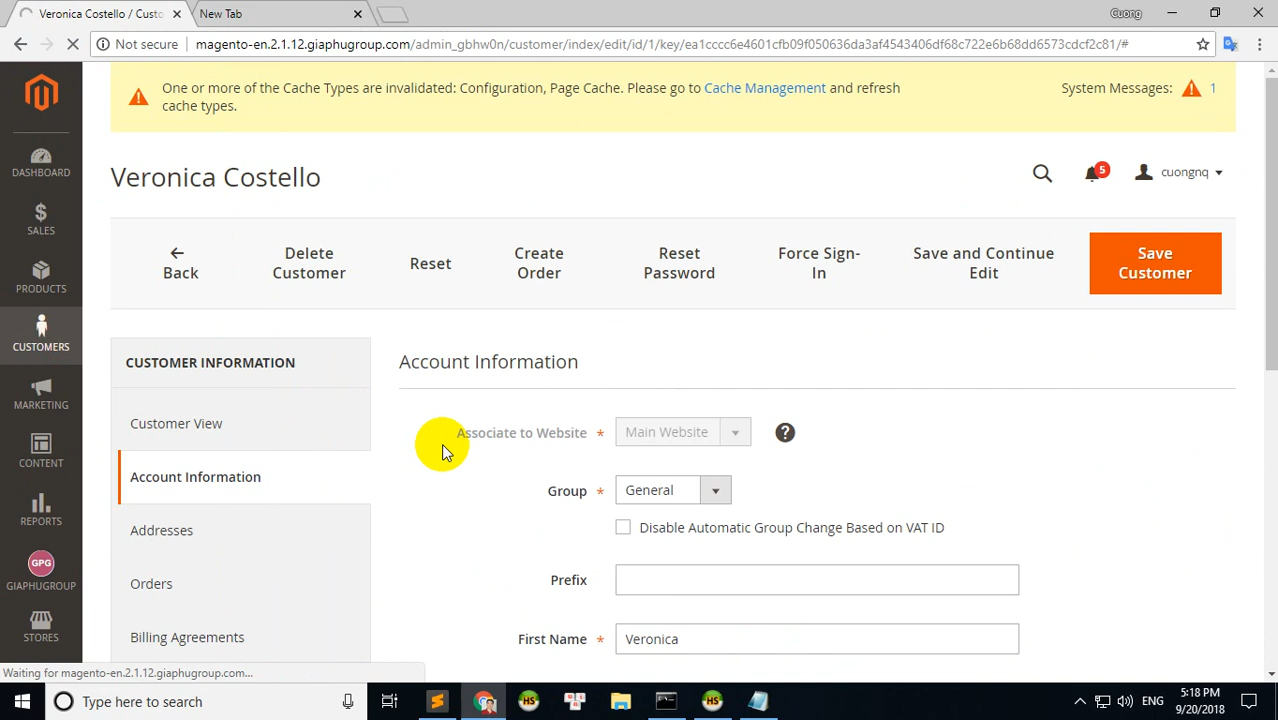 Veronica Costello / Custo
New Tab
Cuong
Not secure
magento-en.2.1.12.giaphugroup.com/admin_gbhw0n/customer/index/edit/id/1/key/ea1ccc6e4601cfb09f050636da3af4543406df68c722e6b68dd6573cdcf2c81/#
One or more of the Cache Types are invalidated: Configuration, Page Cache. Please go to Cache Management and refresh
cache types.
System Messages: 1
Veronica Costello
5
cuongnq
DASHBOARD
SALES
PRODUCTS
CUSTOMERS
MARKETING
CONTENT
REPORTS
GPG
GIAPHUGROUP
STORES
Back
Delete
Customer
Reset
Create
Order
Reset
Password
Force Sign-
In
Save and Continue
Edit
Save
Customer
CUSTOMER INFORMATION
Customer View
Account Information
Addresses
Orders
Billing Agreements
Account Information
Associate to Website * Main Website ?
Group * General
Disable Automatic Group Change Based on VAT ID
Prefix
First Name * Veronica
Waiting for magento-en.2.1.12.giaphugroup.com...
Type here to search
HS
HS
ENG
5:18 PM
9/20/2018